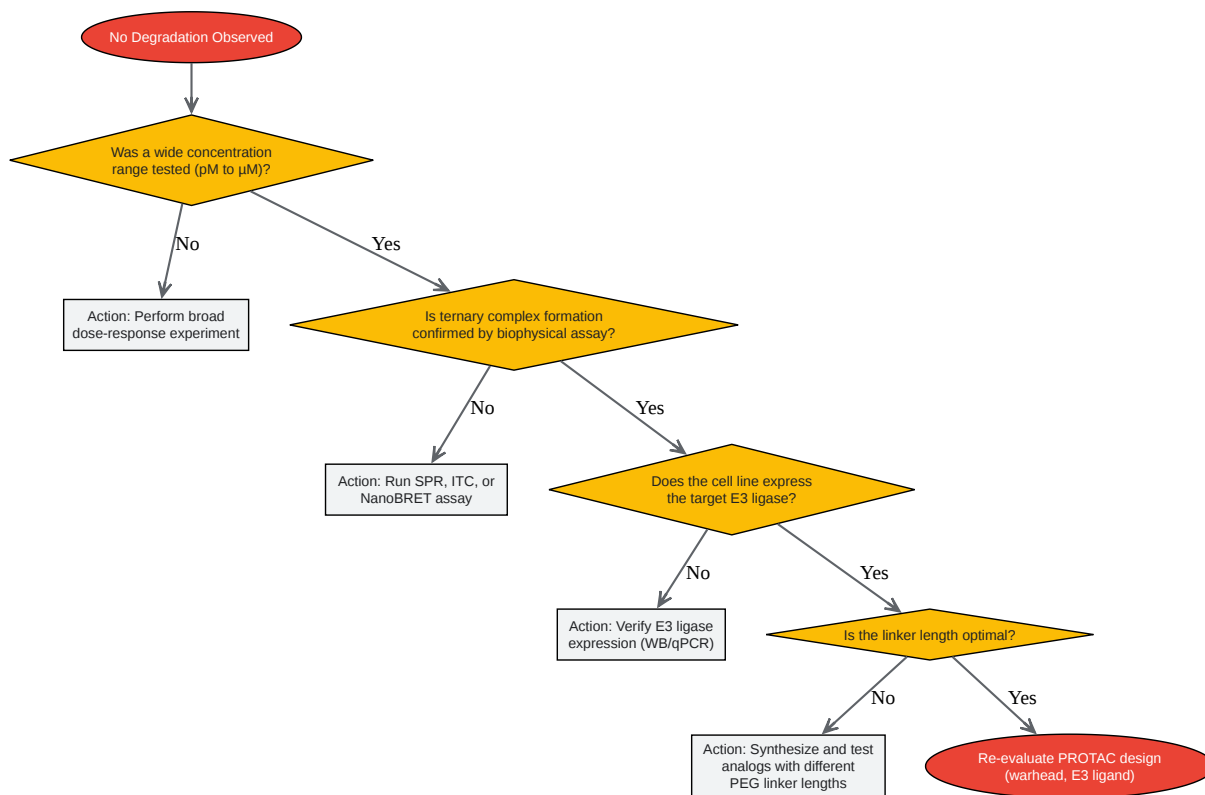 No Degradation Observed
Was a wide concentration
range tested (pM to µM)?
No
Yes
Action: Perform broad
dose-response experiment
Is ternary complex formation
confirmed by biophysical assay?
No
Yes
Action: Run SPR, ITC, or
NanoBRET assay
Does the cell line express
the target E3 ligase?
No
Yes
Action: Verify E3 ligase
expression (WB/qPCR)
Is the linker length optimal?
No
Yes
Action: Synthesize and test
analogs with different
PEG linker lengths
Re-evaluate PROTAC design
(warhead, E3 ligand)